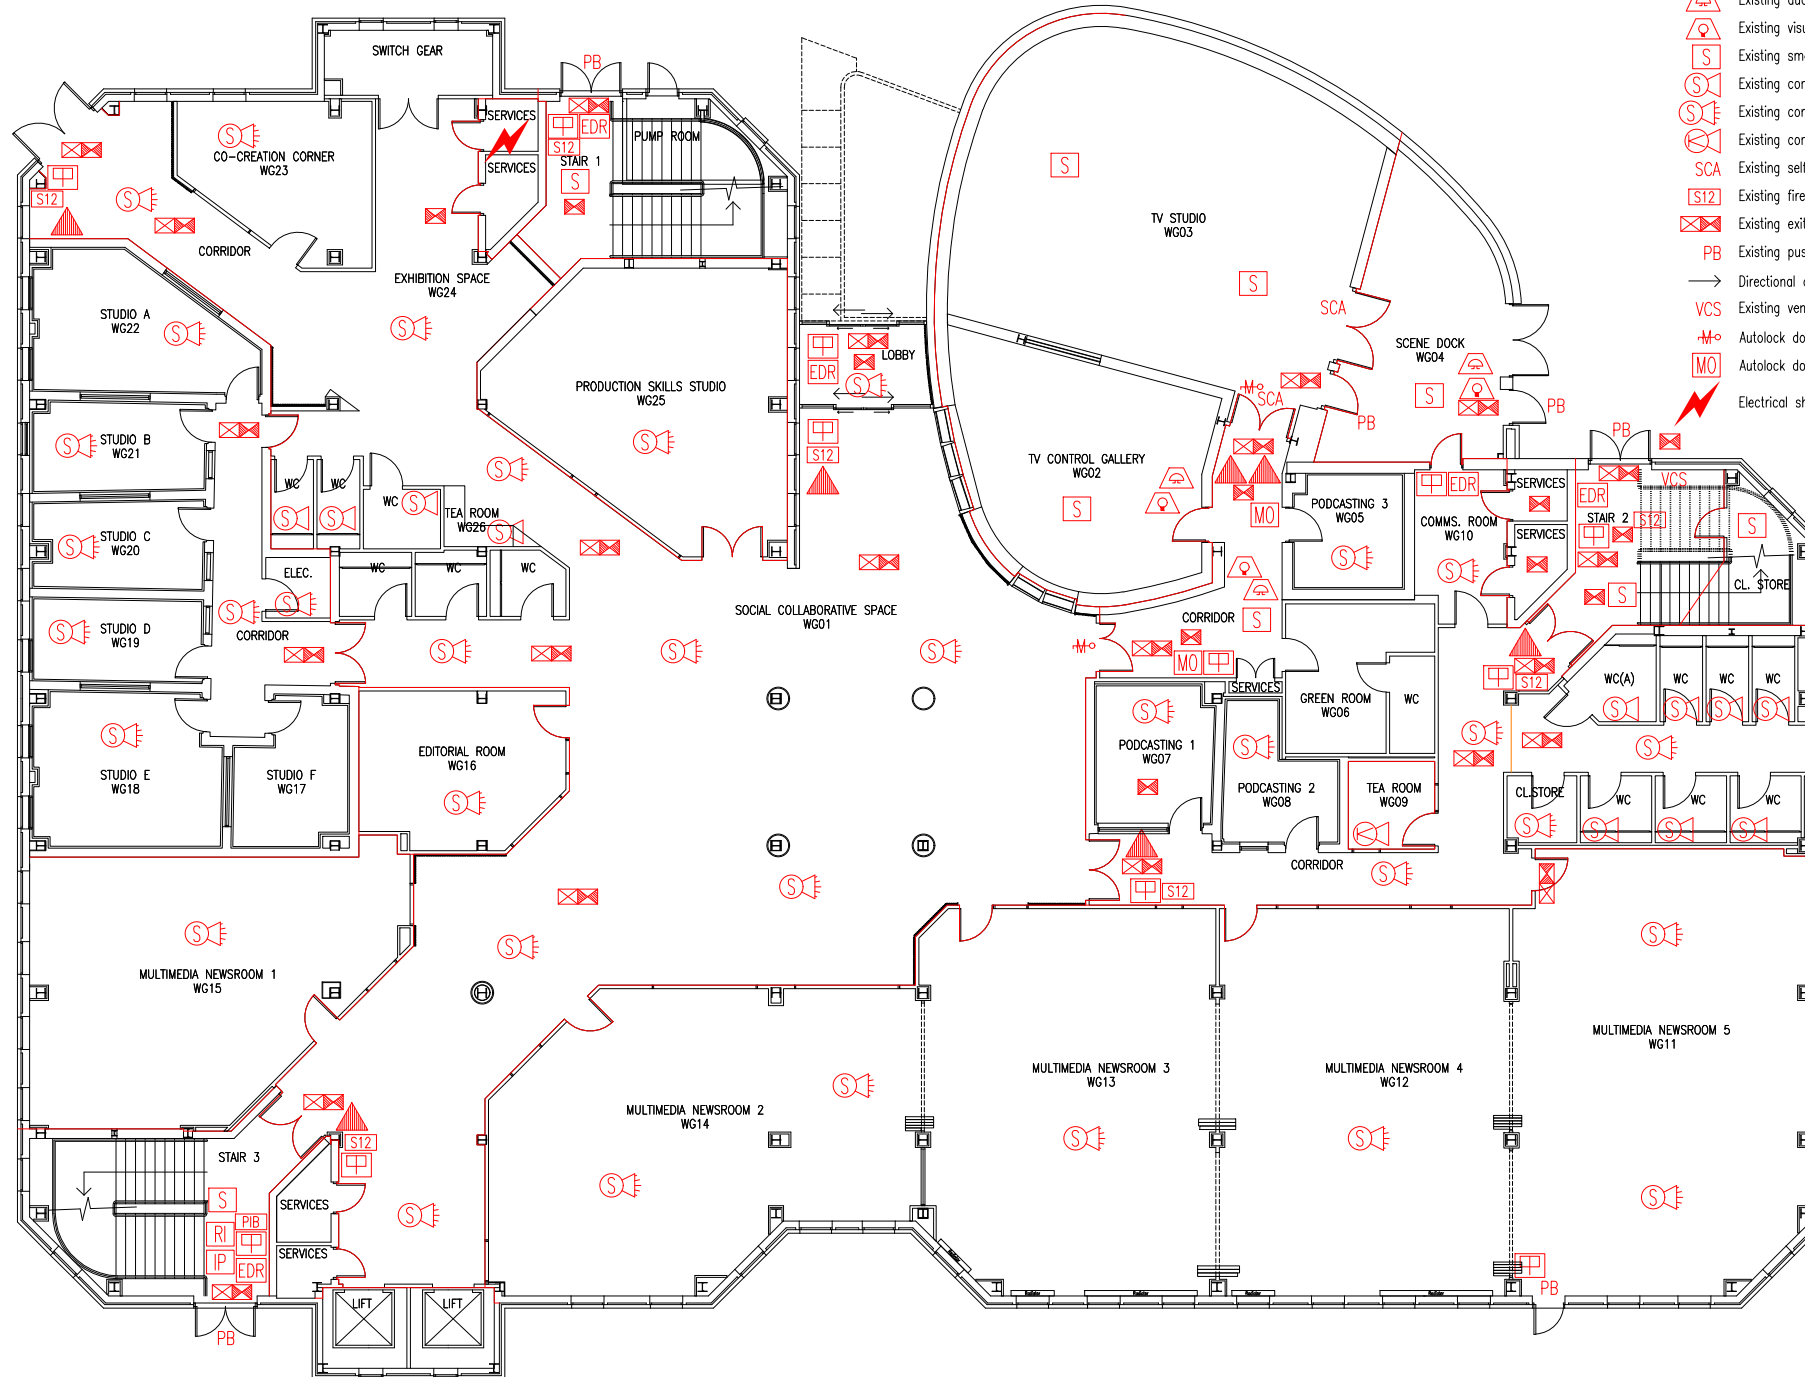 Existing
Existing visu
S Existing smo
S Existing con
S Existing con
Existing con
SCA Existing self
S12 Existing fire
Existing exit
PB Existing pus
Directional
VCS Existing ven
M Autolock do
MO Autolock do
Electrical sh
SWITCH GEAR
PB
SERVICES
SERVICES
EDR
S12
STAIR 1
S
PUMP ROOM
S
CO-CREATION CORNER
WG23
S12
S
CORRIDOR
EXHIBITION SPACE
WG24
S
STUDIO A
WG22
S
STUDIO B
WG21
S
STUDIO C
WG20
S
STUDIO D
WG19
S
S
CORRIDOR
ELEC.
S
WC
S
WC
S
WC
S
TEA ROOM
WG26
S
WC
WC
WC
PRODUCTION SKILLS STUDIO
WG25
S
S
LOBBY
EDR
S
S12
S
TV STUDIO
WG03
S
SCA
SCENE DOCK
WG04
S
PB
PB
M
SCA
TV CONTROL GALLERY
WG02
S
MO
PODCASTING 3
WG05
S
EDR
COMMS. ROOM
WG10
S
SERVICES
SERVICES
PB
EDR
VCS
STAIR 2
S12
S
S
CL. STORE
SOCIAL COLLABORATIVE SPACE
WG01
S
S
S
CORRIDOR
S
M
MO
SERVICES
GREEN ROOM
WG06
WC
S12
WC(A)
S
WC
S
WC
S
WC
S
S
S
STUDIO E
WG18
S
STUDIO F
WG17
EDITORIAL ROOM
WG16
S
PODCASTING 1
WG07
S
PODCASTING 2
WG08
S
TEA ROOM
WG09
CL.STORE
S
WC
S
WC
S
WC
S
CORRIDOR
S
S12
S
S
MULTIMEDIA NEWSROOM 1
WG15
S
MULTIMEDIA NEWSROOM 2
WG14
S
S
MULTIMEDIA NEWSROOM 3
WG13
S
MULTIMEDIA NEWSROOM 4
WG12
S
MULTIMEDIA NEWSROOM 5
WG11
S
S
S12
STAIR 3
S
RI
PIB
IP
EDR
SERVICES
SERVICES
S
PB
LIFT
LIFT
Radiator
Radiator
Radiator
Radiator
PB